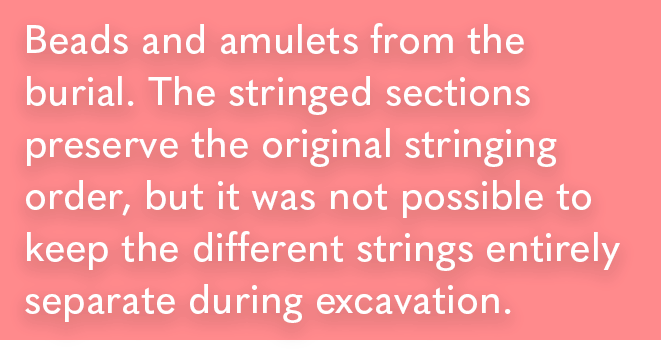 Beads and amulets from the
burial. The stringed sections
preserve the original stringing
order, but it was not possible to
keep the different strings entirely
separate during excavation.